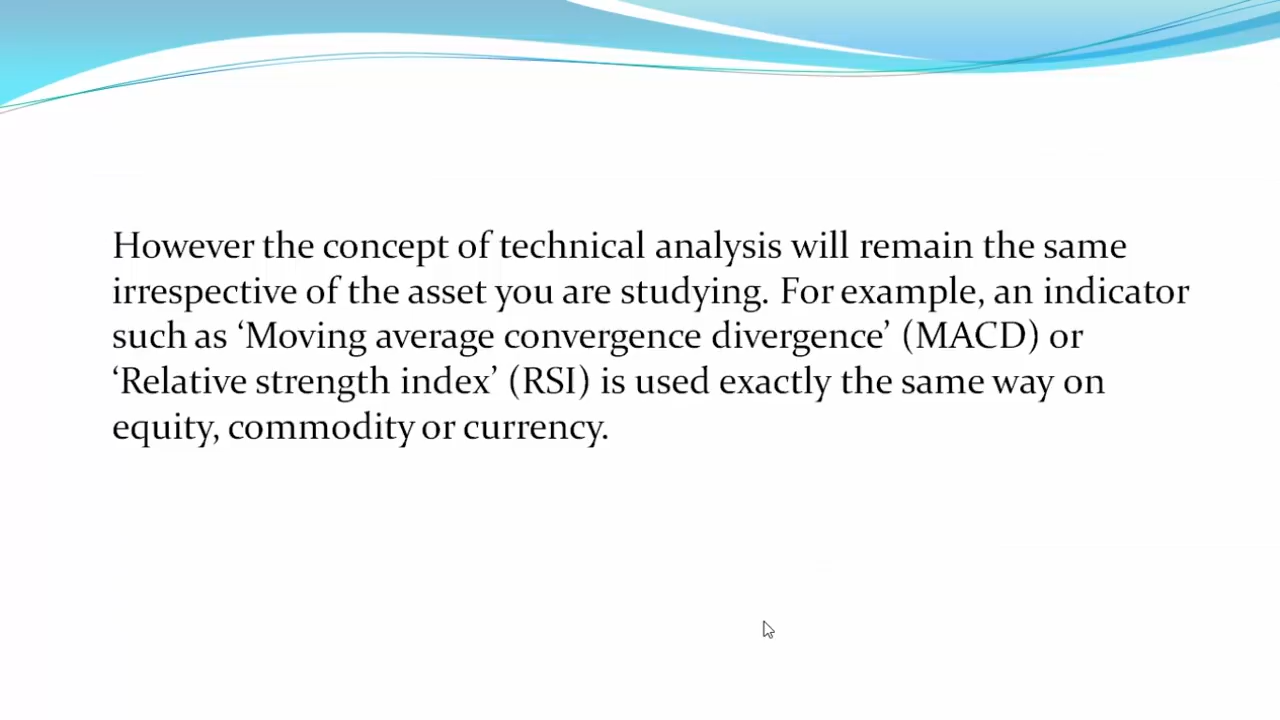 However the concept of technical analysis will remain the same
irrespective of the asset you are studying. For example, an indicator
such as ‘Moving average convergence divergence’ (MACD) or
‘Relative strength index’ (RSI) is used exactly the same way on
equity, commodity or currency.